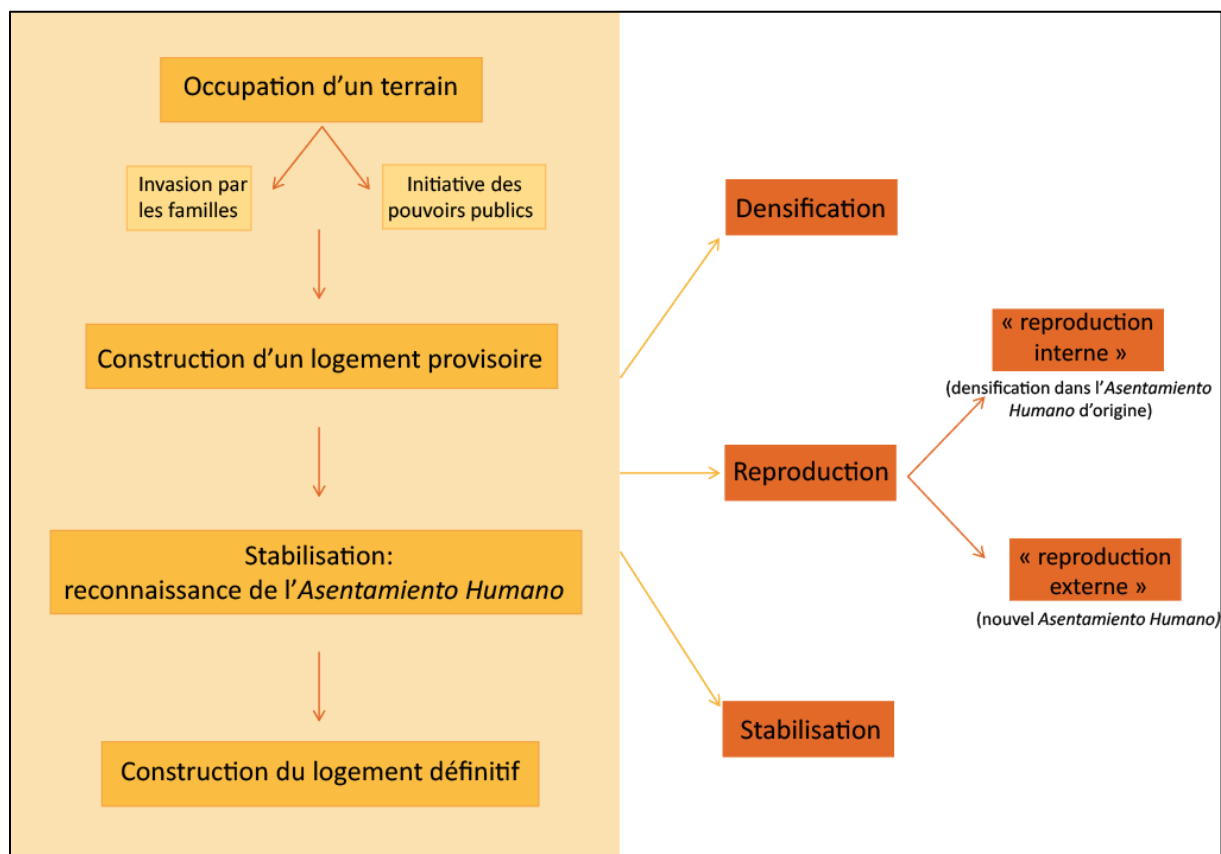 Occupation d’un terrain
Invasion par
les familles
Initiative des
pouvoirs publics
Construction d’un logement provisoire
Stabilisation:
reconnaissance de l’Asentamiento Humano
Construction du logement définitif
Densification
Reproduction
« reproduction
interne »
(densification dans l’Asentamiento
Humano d’origine)
« reproduction
externe »
(nouvel Asentamiento Humano)
Stabilisation